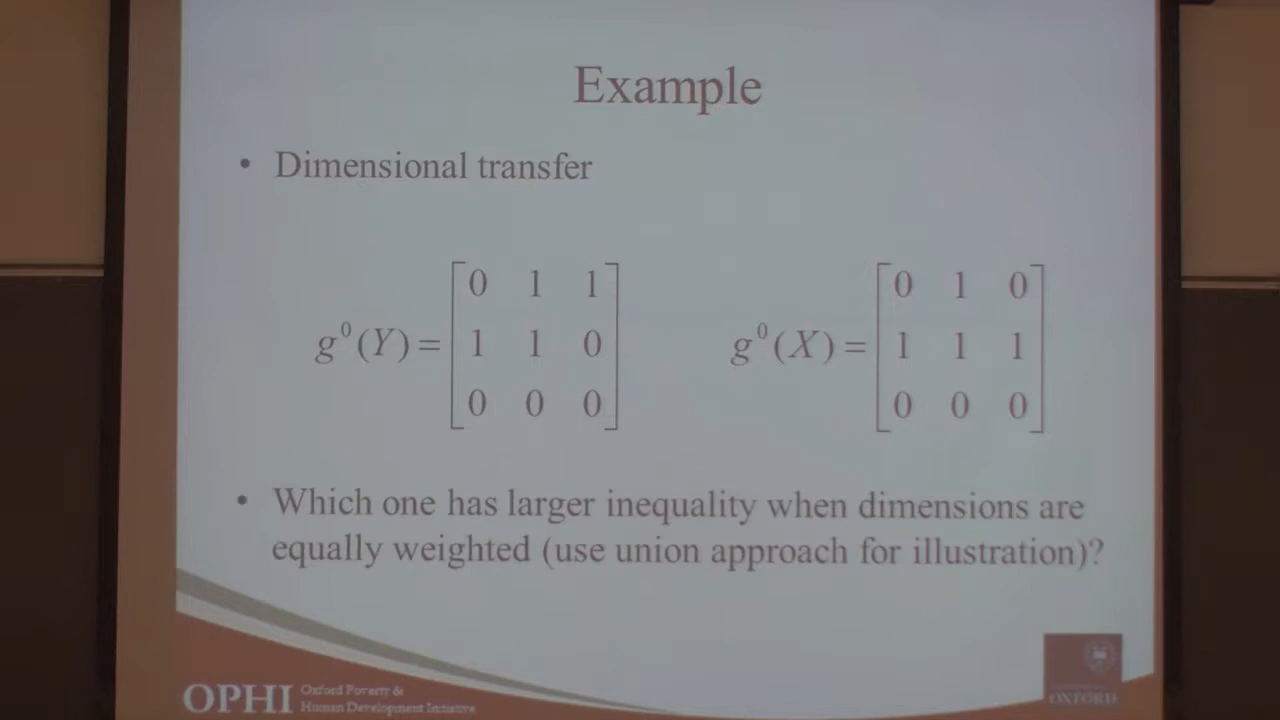 Example
• Dimensional transfer
g⁰(Y) = [0 1 1
1 1 0
0 0 0]
g⁰(X) = [0 1 0
1 1 1
0 0 0]
• Which one has larger inequality when dimensions are
equally weighted (use union approach for illustration)?
OPHI Oxford Poverty &
Human Development Initiative
OXFORD